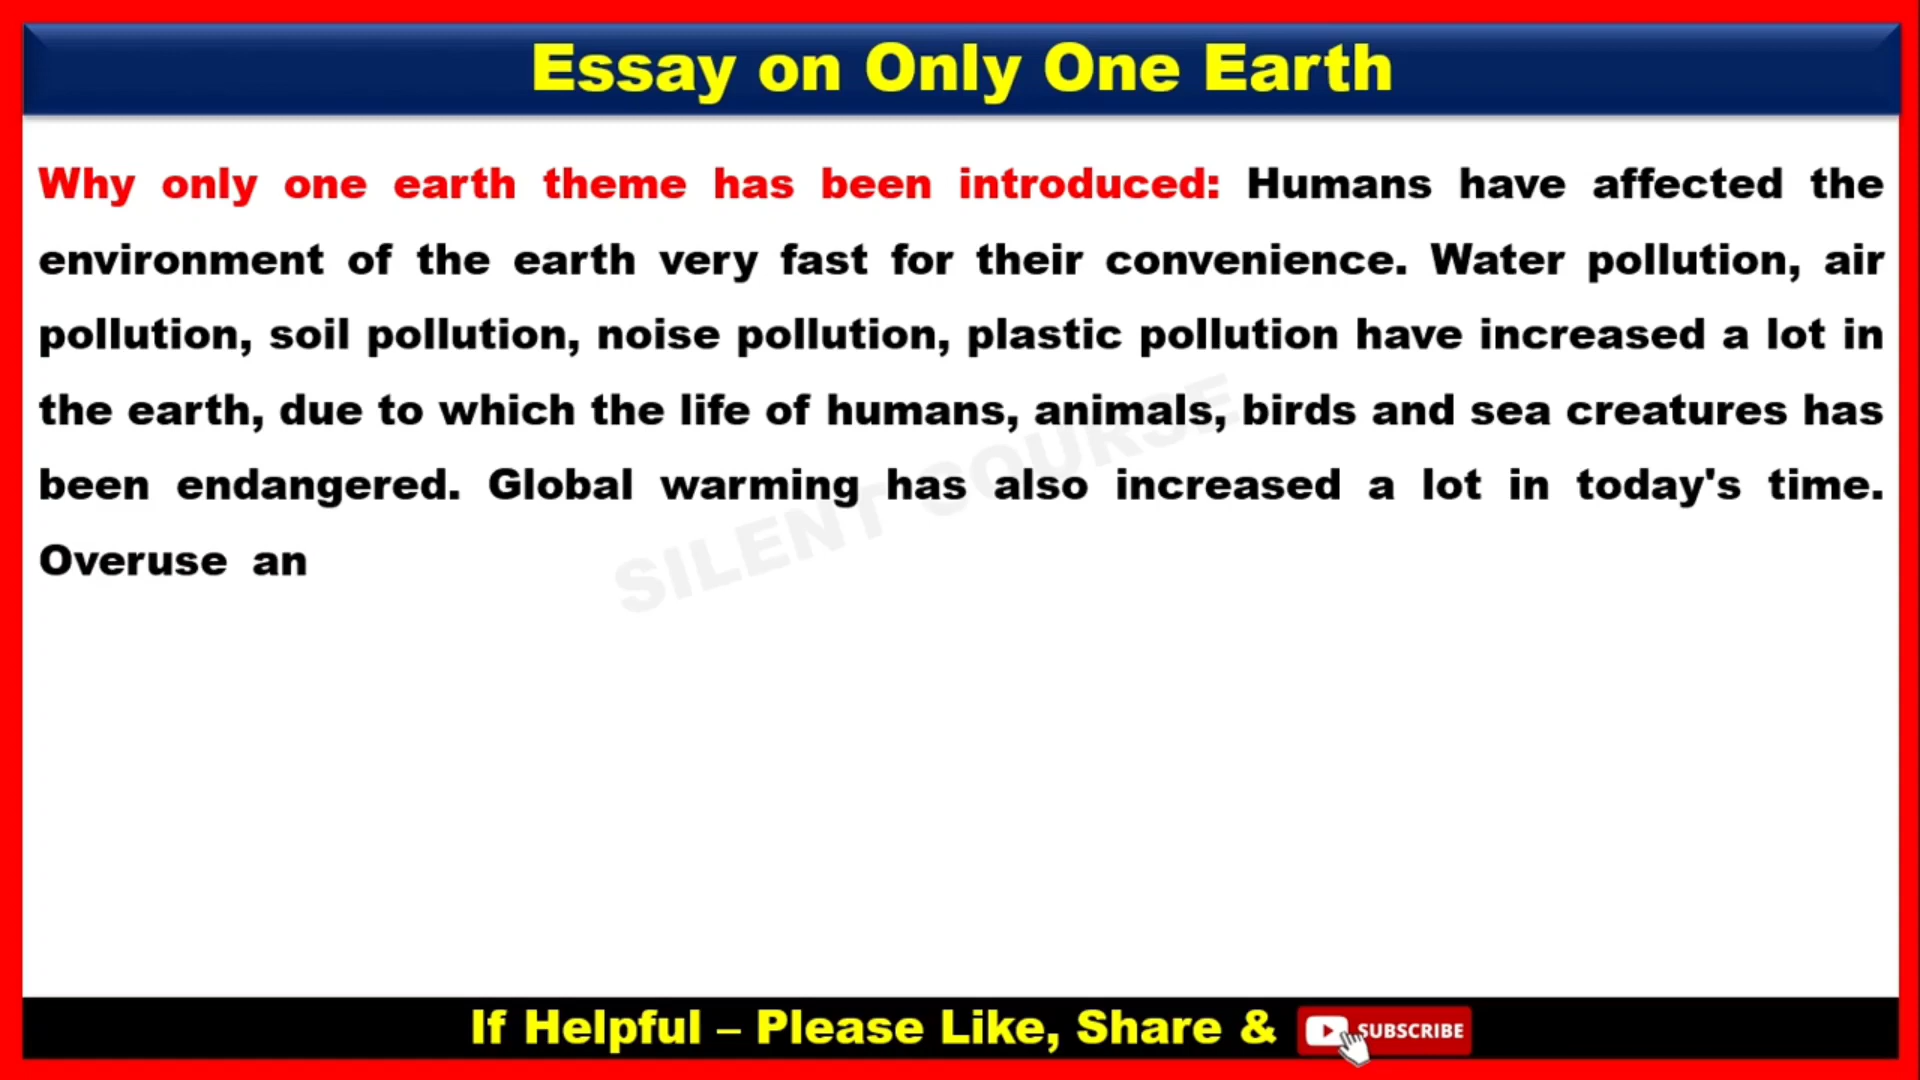 Essay on Only One Earth
Why only one earth theme has been introduced: Humans have affected the
environment of the earth very fast for their convenience. Water pollution, air
pollution, soil pollution, noise pollution, plastic pollution have increased a lot in
the earth, due to which the life of humans, animals, birds and sea creatures has
been endangered. Global warming has also increased a lot in today's time.
Overuse an
SILENT COURSE
If Helpful – Please Like, Share & SUBSCRIBE